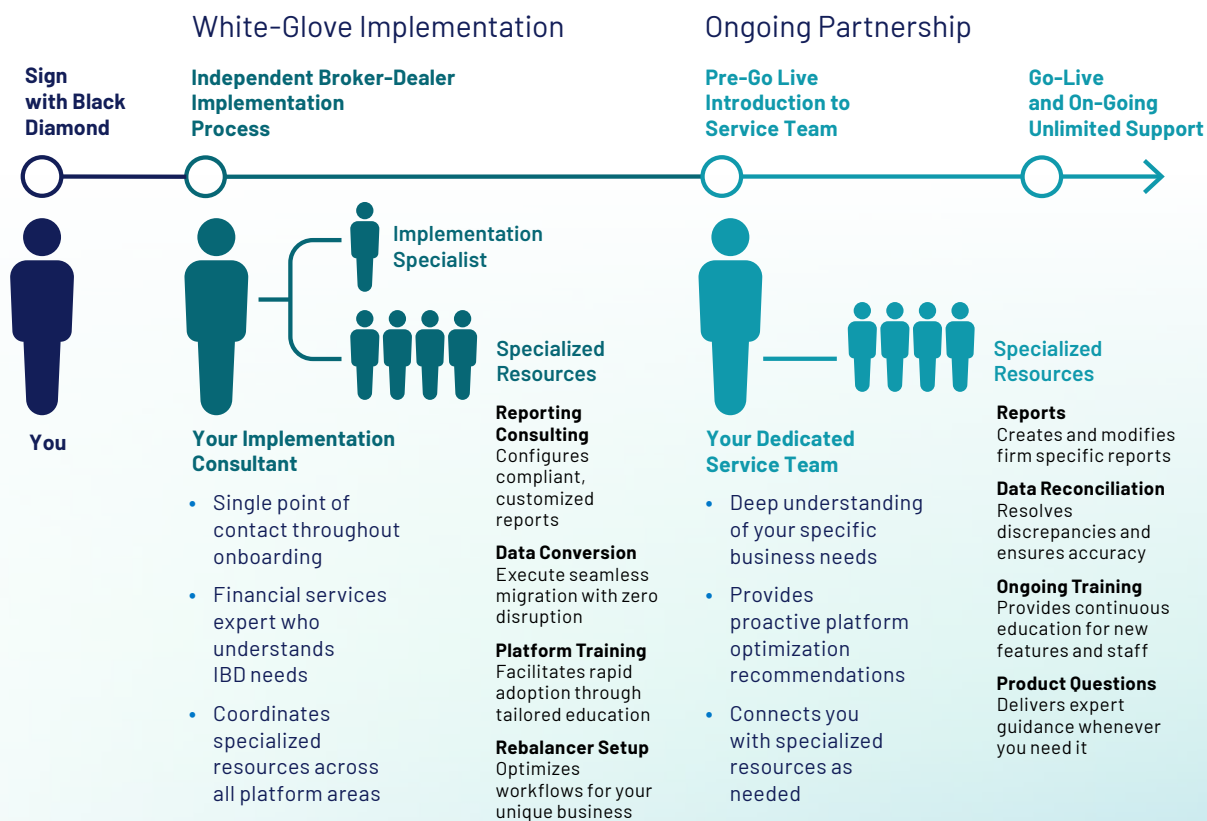 White-Glove Implementation
Ongoing Partnership
Sign
with Black
Diamond
Independent Broker-Dealer
Implementation
Process
Pre-Go Live
Introduction to
Service Team
Go-Live
and On-Going
Unlimited Support
You
Implementation
Specialist
Specialized
Resources
Your Implementation
Consultant
• Single point of
contact throughout
onboarding
• Financial services
expert who
understands
IBD needs
• Coordinates
specialized
resources across
all platform areas
Reporting
Consulting
Configures
compliant,
customized
reports
Data Conversion
Execute seamless
migration with zero
disruption
Platform Training
Facilitates rapid
adoption through
tailored education
Rebalancer Setup
Optimizes
workflows for your
unique business
Specialized
Resources
Your Dedicated
Service Team
• Deep understanding
of your specific
business needs
• Provides
proactive platform
optimization
recommendations
• Connects you
with specialized
resources as
needed
Reports
Creates and modifies
firm specific reports
Data Reconciliation
Resolves
discrepancies and
ensures accuracy
Ongoing Training
Provides continuous
education for new
features and staff
Product Questions
Delivers expert
guidance whenever
you need it